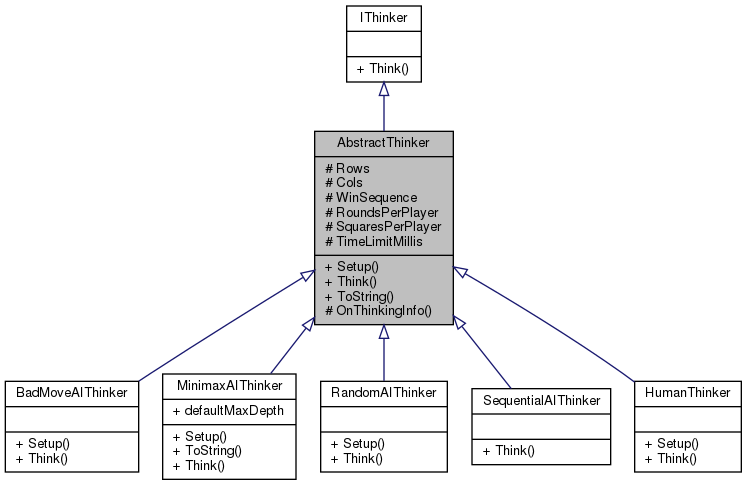 IThinker
+ Think()
AbstractThinker
# Rows
# Cols
# WinSequence
# RoundsPerPlayer
# SquaresPerPlayer
# TimeLimitMillis
+ Setup()
+ Think()
+ ToString()
# OnThinkingInfo()
BadMoveAIThinker
+ Setup()
+ Think()
MinimaxAIThinker
+ defaultMaxDepth
+ Setup()
+ ToString()
+ Think()
RandomAIThinker
+ Setup()
+ Think()
SequentialAIThinker
+ Think()
HumanThinker
+ Setup()
+ Think()